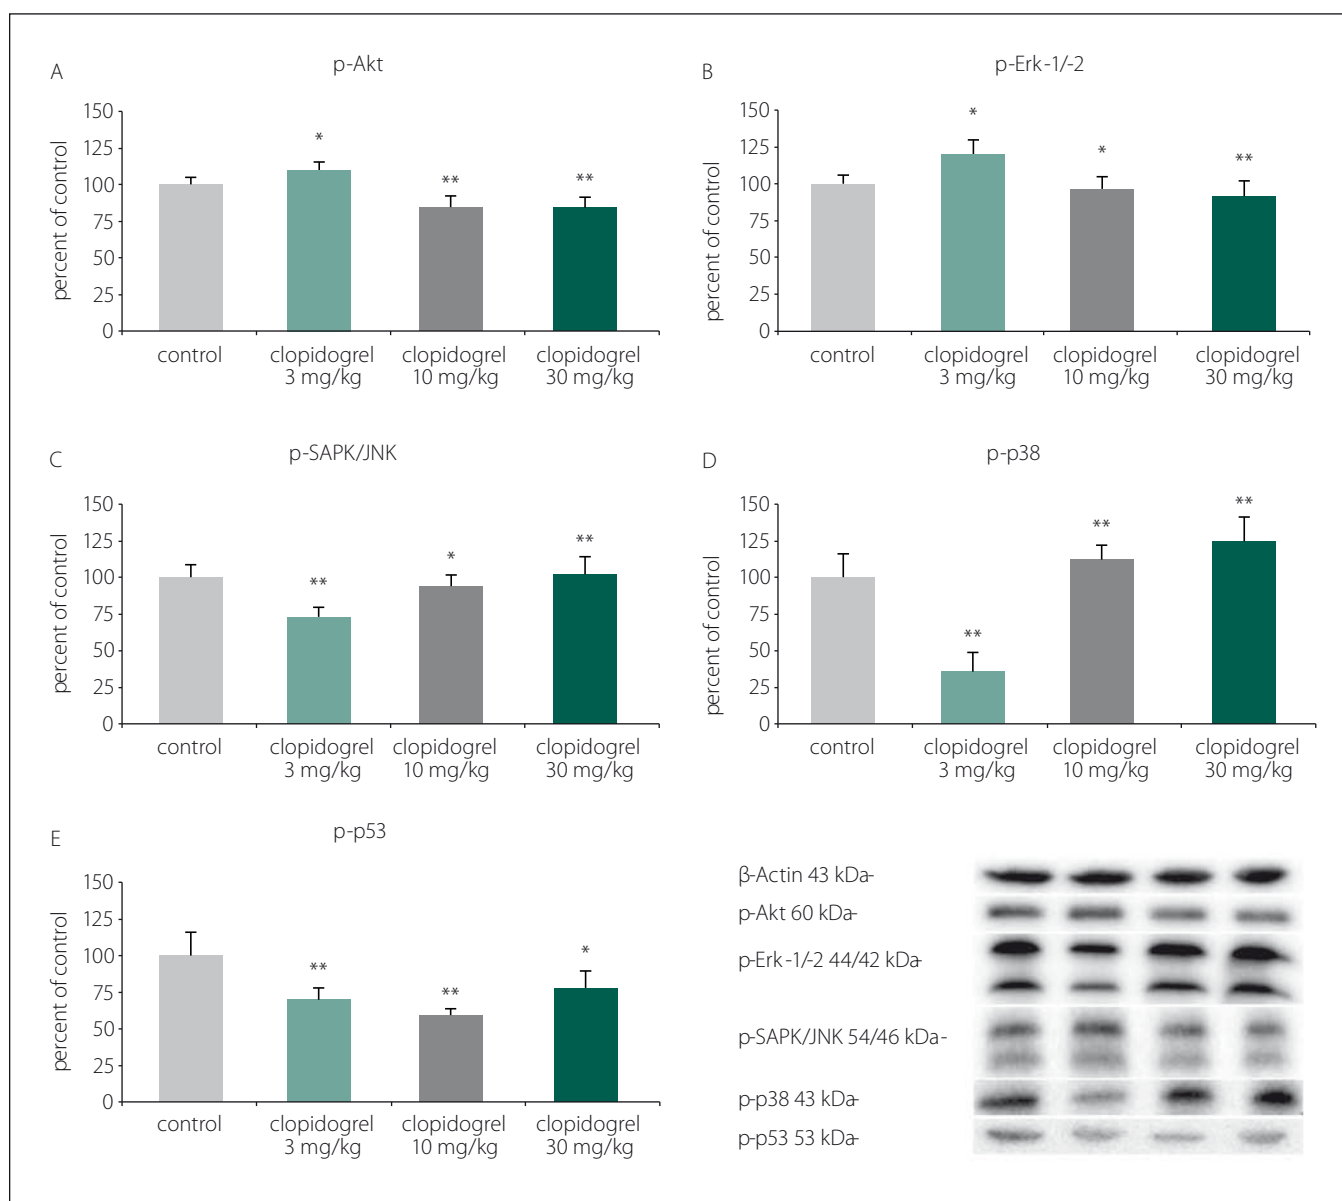 A
p-Akt
percent of control
150
125
100
75
50
25
0
*
**
**
control
clopidogrel
3 mg/kg
clopidogrel
10 mg/kg
clopidogrel
30 mg/kg
B
p-Erk-1/-2
percent of control
150
125
100
75
50
25
0
*
*
**
control
clopidogrel
3 mg/kg
clopidogrel
10 mg/kg
clopidogrel
30 mg/kg
C
p-SAPK/JNK
percent of control
150
125
100
75
50
25
0
**
*
**
control
clopidogrel
3 mg/kg
clopidogrel
10 mg/kg
clopidogrel
30 mg/kg
D
p-p38
percent of control
150
125
100
75
50
25
0
**
**
**
control
clopidogrel
3 mg/kg
clopidogrel
10 mg/kg
clopidogrel
30 mg/kg
E
p-p53
percent of control
150
125
100
75
50
25
0
**
**
*
control
clopidogrel
3 mg/kg
clopidogrel
10 mg/kg
clopidogrel
30 mg/kg
β-Actin 43 kDa-
p-Akt 60 kDa-
p-Erk-1/-2 44/42 kDa-
p-SAPK/JNK 54/46 kDa-
p-p38 43 kDa-
p-p53 53 kDa-